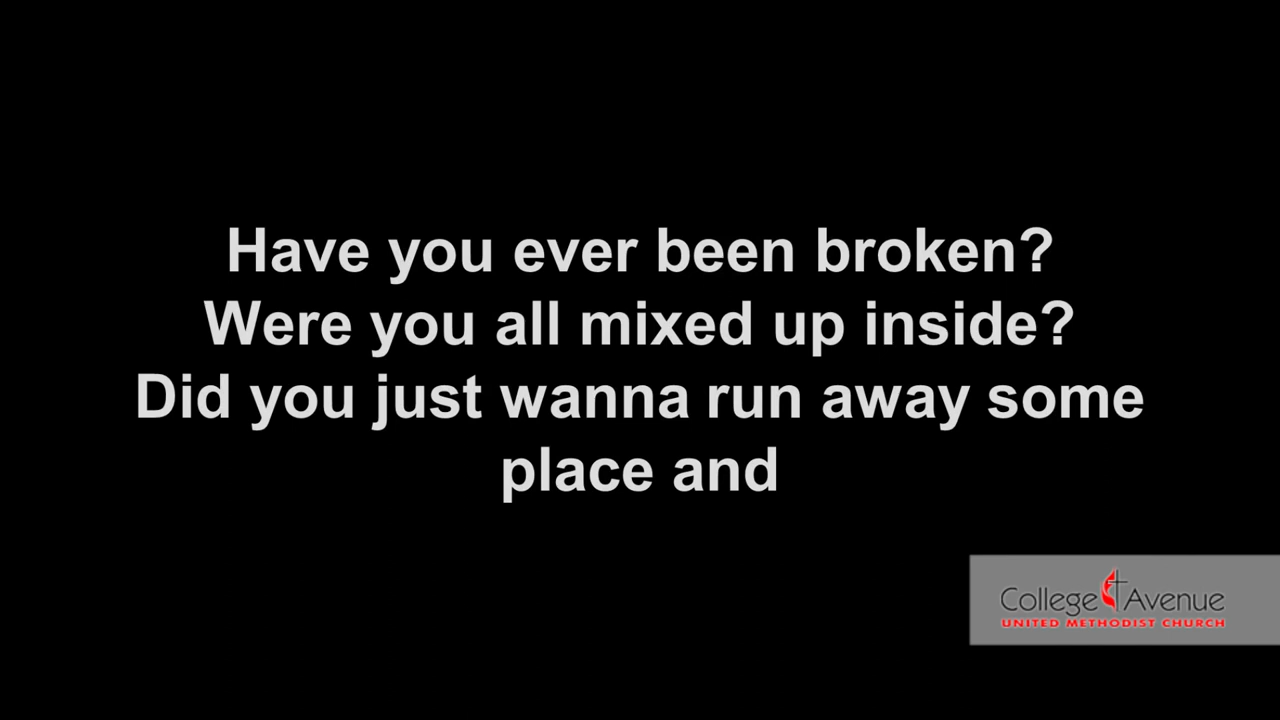 Have you ever been broken?
Were you all mixed up inside?
Did you just wanna run away some
place and
College Avenue
UNITED METHODIST CHURCH